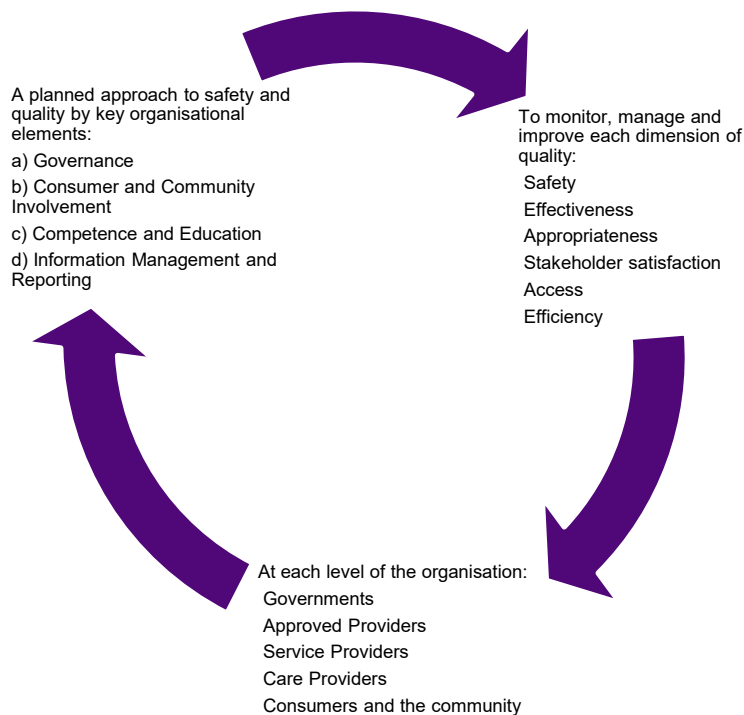 A planned approach to safety and
quality by key organisational
elements:
a) Governance
b) Consumer and Community
Involvement
c) Competence and Education
d) Information Management and
Reporting
To monitor, manage and
improve each dimension of
quality:
Safety
Effectiveness
Appropriateness
Stakeholder satisfaction
Access
Efficiency
At each level of the organisation:
Governments
Approved Providers
Service Providers
Care Providers
Consumers and the community